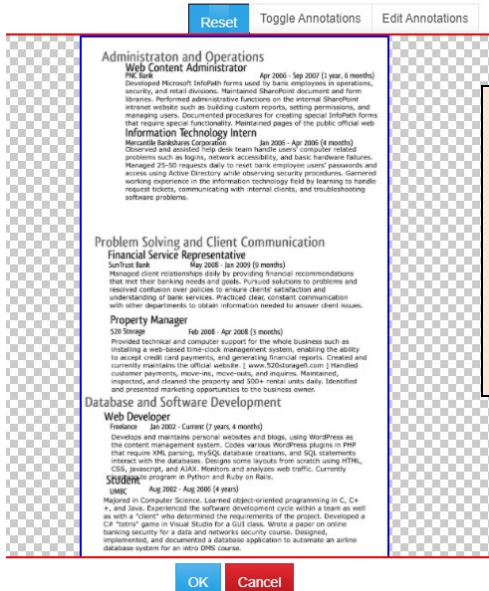 Reset Toggle Annotations Edit Annotations
Administraton and Operations
Web Content Administrator
PNC Bank Apr 2006 - Sep 2007 (1 year, 6 months)
Developed Microsoft InfoPath forms used by bank employees in operations,
security, and retail divisions. Maintained SharePoint document and form
libraries. Performed administrative functions on the internal SharePoint
intranet website such as building custom reports, setting permissions, and
managing users. Documented procedures for creating special InfoPath forms
that require special functionality. Maintained pages of the public official web
Information Technology Intern
Mercantile Bankshares Corporation Jan 2006 - Apr 2006 (4 months)
Observed and assisted help desk team handle users' computer related
problems such as logins, network accessibility, and basic hardware failures.
Managed 25-50 requests daily to reset bank employee users' passwords and
access using Active Directory while observing security procedures. Garnered
working experience in the information technology field by learning to handle
request tickets, communicating with internal clients, and troubleshooting
software problems.
Problem Solving and Client Communication
Financial Service Representative
SunTrust Bank May 2008 - Jan 2009 (9 months)
Managed client relationships daily by providing financial recommendations
that met their banking needs and goals. Pursued solutions to problems and
resolved confusion over policies to ensure clients' satisfaction and
understanding of bank services. Practiced clear, constant communication
with other departments to obtain information needed to answer client issues.
Property Manager
520 Storage Feb 2008 - Apr 2008 (3 months)
Provided technical and computer support for the whole business such as
installing a web-based time-clock management system, enabling the ability
to accept credit card payments, and generating financial reports. Created and
currently maintains the official website. [ www.520storagefl.com ] Handled
customer payments, move-ins, move-outs, and inquires. Maintained,
inspected, and cleaned the property and 500+ rental units daily. Identified
and presented marketing opportunities to the business owner.
Database and Software Development
Web Developer
Freelance Jan 2002 - Current (7 years, 4 months)
Develops and maintains personal websites and blogs, using WordPress as
the content management system. Codes various WordPress plugins in PHP
that require XML parsing, mySQL database creations, and SQL statements
interact with the databases. Designs some layouts from scratch using HTML,
CSS, Javascript, and AJAX. Monitors and analyzes web traffic. Currently
program in Python and Ruby on Rails.
Student
UMBC Aug 2002 - Aug 2006 (4 years)
Majored in Computer Science. Learned object-oriented programming in C, C+
+, and Java. Experienced the software development cycle within a team as well
as with a "client" who determined the requirements of the project. Developed a
C# "tetris" game in Visual Studio for a GUI class. Wrote a paper on online
banking security for a data and networks security course. Designed,
implemented, and documented a database application to automate an airline
database system for an intro DMS course.
OK Cancel